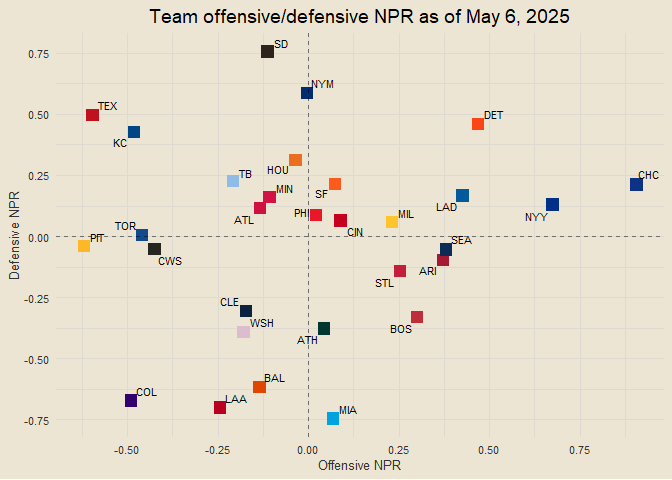 Team offensive/defensive NPR as of May 6, 2025
SD
0.75
NYM
TEX
DET
0.50
KC
HOU
TB
CHC
0.25
MIN
SF
ATL
PHI
MIL
LAD
NYY
TOR
CIN
PIT
0.00
SEA
CWS
ARI
STL
Defensive NPR
-0.25
CLE
WSH
BOS
ATH
-0.50
BAL
COL
LAA
MIA
-0.75
-0.50
-0.25
0.00
0.25
0.50
0.75
Offensive NPR